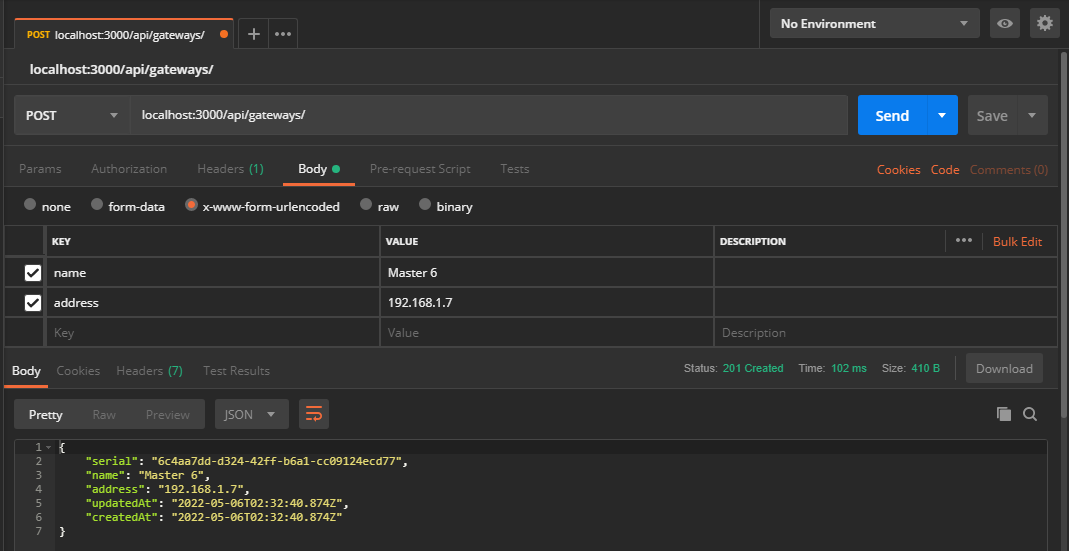 POST localhost:3000/api/gateways/ No Environment
localhost:3000/api/gateways/
POST localhost:3000/api/gateways/ Send Save
Params Authorization Headers (1) Body Pre-request Script Tests Cookies Code Comments (0)
none form-data x-www-form-urlencoded raw binary
KEY VALUE DESCRIPTION ••• Bulk Edit
name Master 6
address 192.168.1.7
Key Value Description
Body Cookies Headers (7) Test Results Status: 201 Created Time: 102 ms Size: 410 B Download
Pretty Raw Preview JSON
1 {
2 "serial": "6c4aa7dd-d324-42ff-b6a1-cc09124ecd77",
3 "name": "Master 6",
4 "address": "192.168.1.7",
5 "updatedAt": "2022-05-06T02:32:40.874Z",
6 "createdAt": "2022-05-06T02:32:40.874Z"
7 }